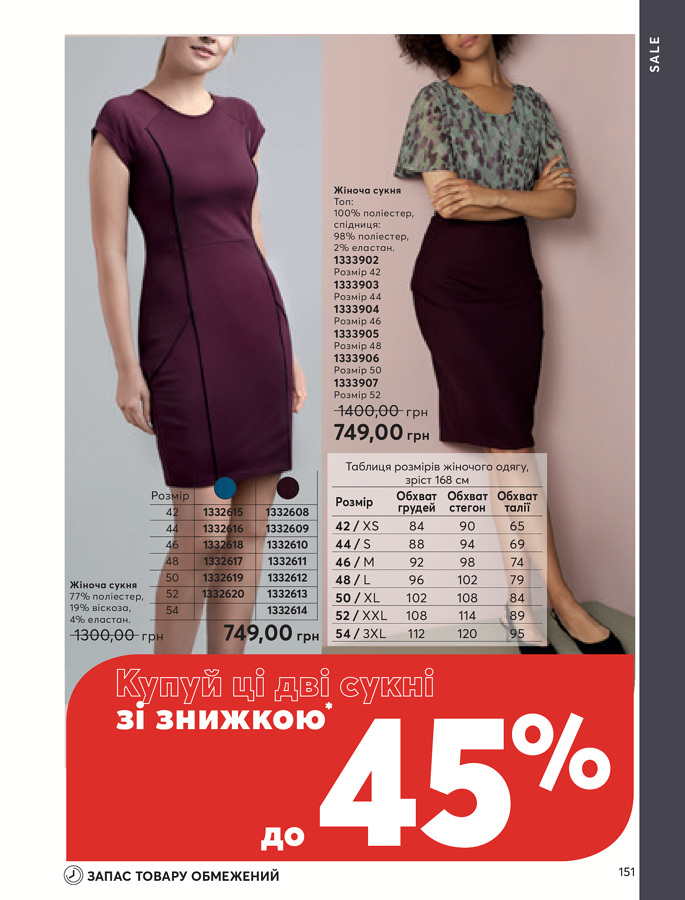 SALE
Жіноча сукня
Топ:
100% поліестер,
спідниця:
98% поліестер,
2% еластан.
1333902
Розмір 42
1333903
Розмір 44
1333904
Розмір 46
1333905
Розмір 48
1333906
Розмір 50
1333907
Розмір 52
1400,00 грн
749,00 грн
Розмір
42 1332615 1332608
44 1332616 1332609
46 1332618 1332610
48 1332617 1332611
50 1332619 1332612
52 1332620 1332613
54 1332614
Жіноча сукня
77% поліестер,
19% віскоза,
4% еластан.
1300,00 грн
749,00 грн
Таблиця розмірів жіночого одягу,
зріст 168 см
Розмір Обхват грудей Обхват стегон Обхват талії
42 / XS 84 90 65
44 / S 88 94 69
46 / M 92 98 74
48 / L 96 102 79
50 / XL 102 108 84
52 / XXL 108 114 89
54 / 3XL 112 120 95
Купуй ці дві сукні
зі знижкою*
до 45%
ЗАПАС ТОВАРУ ОБМЕЖЕНИЙ
151